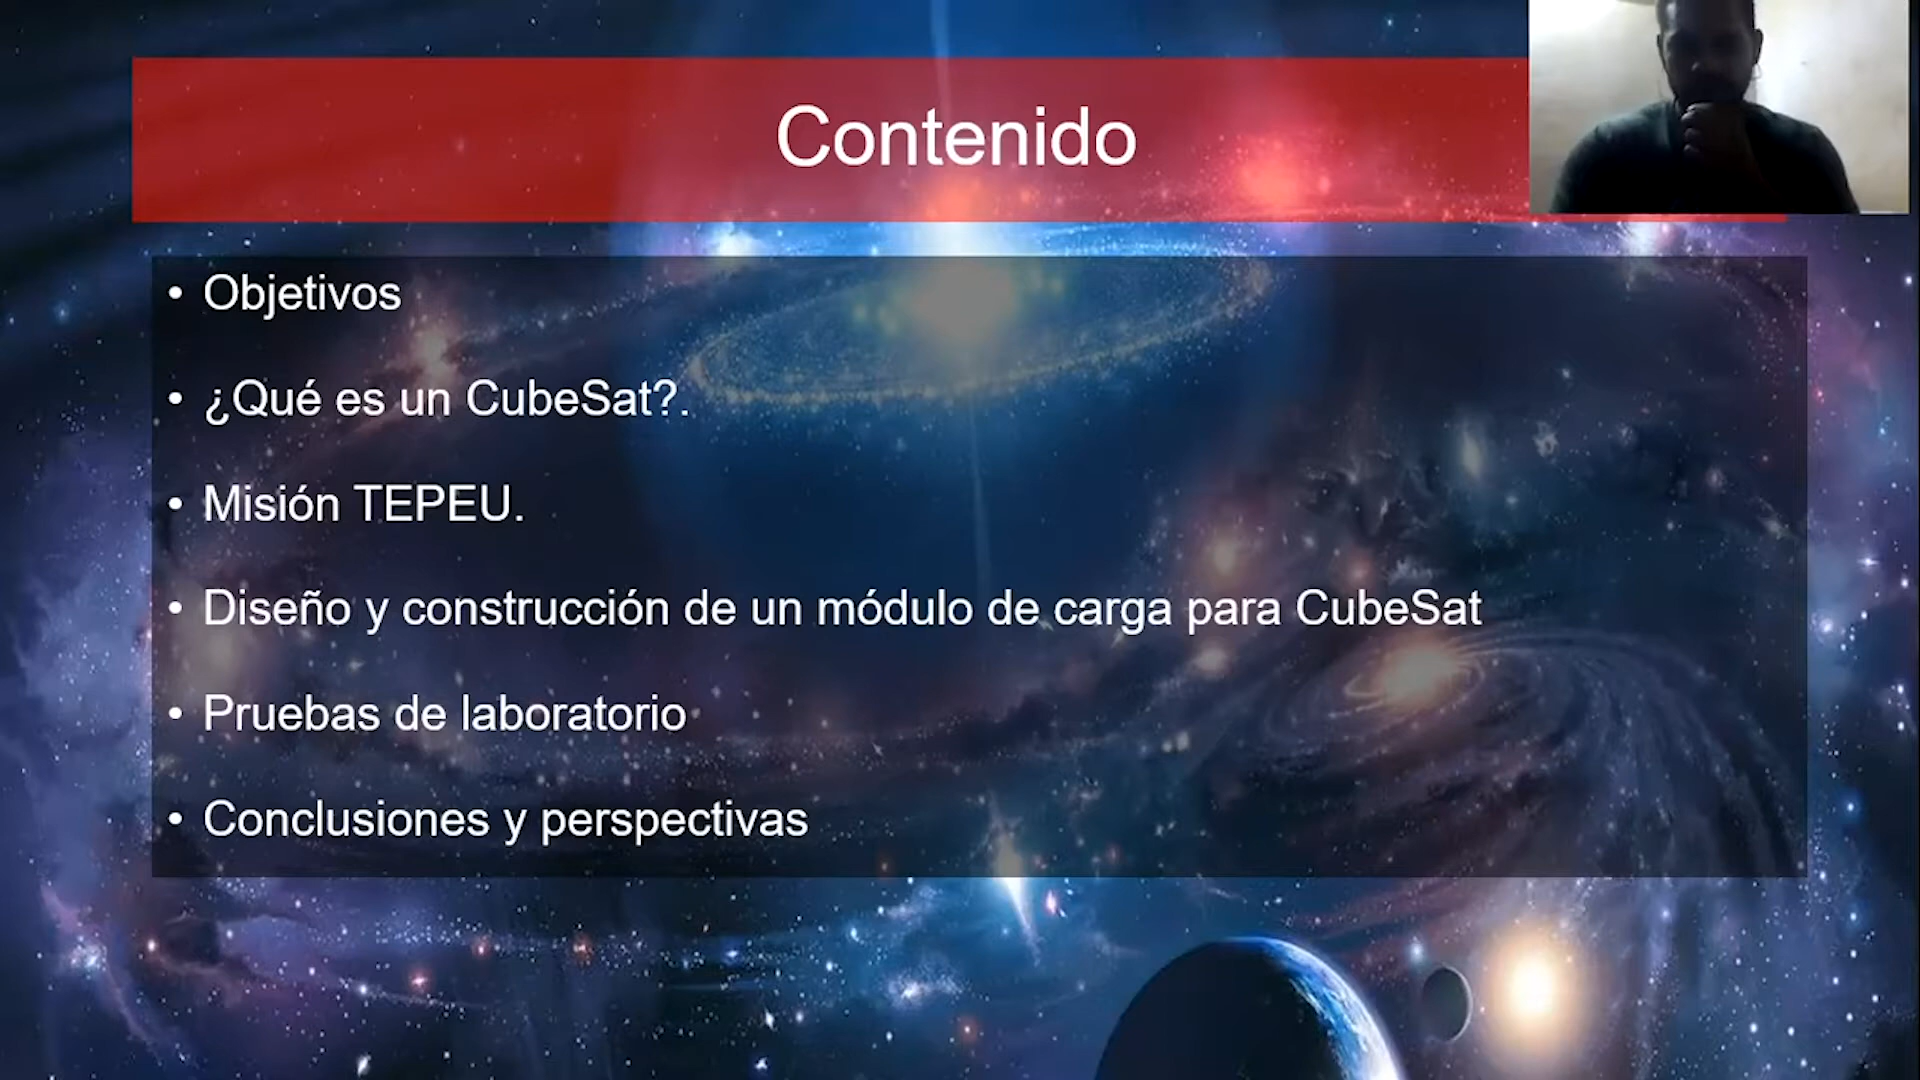 Contenido
• Objetivos
• ¿Qué es un CubeSat?.
• Misión TEPEU.
• Diseño y construcción de un módulo de carga para CubeSat
• Pruebas de laboratorio
• Conclusiones y perspectivas